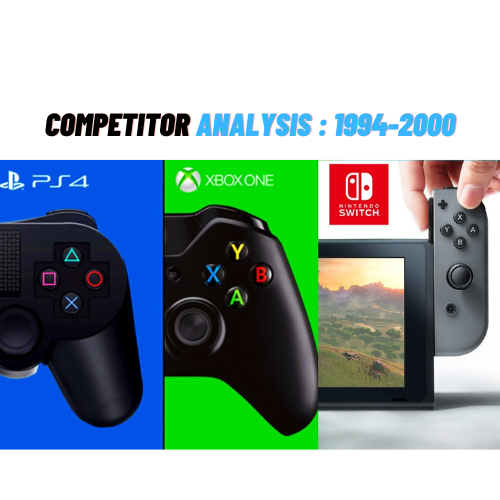 COMPETITOR ANALYSIS : 1994-2000
PS4
XBOX ONE
NINTENDO
SWITCH.
Y
X
B
A
X
Y
A
B